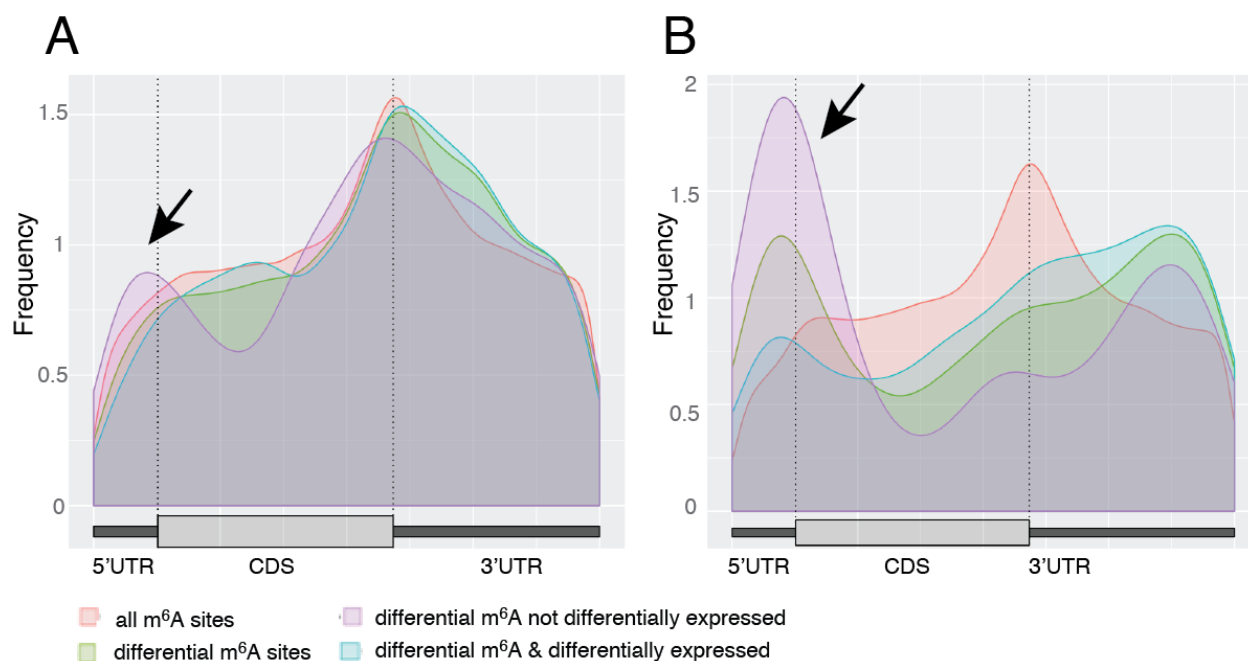 A
B
1.5
1
0.5
0
Frequency
5'UTR
CDS
3'UTR
2
1.5
1
0.5
0
Frequency
5'UTR
CDS
3'UTR
all m⁶A sites
differential m⁶A not differentially expressed
differential m⁶A sites
differential m⁶A & differentially expressed